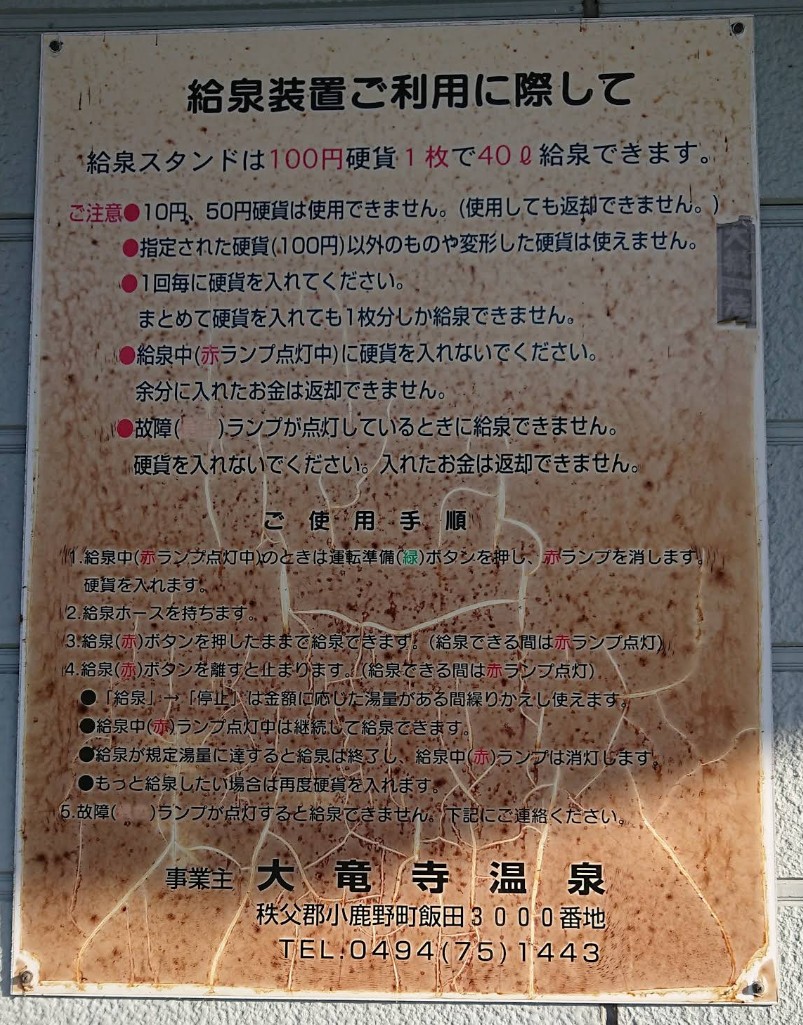 給泉装置ご利用に際して
給泉スタンドは100円硬貨1枚で40ℓ給泉できます。
ご注意●10円、50円硬貨は使用できません。(使用しても返却できません。)
●指定された硬貨(100円)以外のものや変形した硬貨は使えません。
●1回毎に硬貨を入れてください。
まとめて硬貨を入れても1枚分しか給泉できません。
●給泉中(赤ランプ点灯中)に硬貨を入れないでください。
余分に入れたお金は返却できません。
●故障( )ランプが点灯しているときに給泉できません。
硬貨を入れないでください。入れたお金は返却できません。
ご使用手順
1.給泉中(赤ランプ点灯中)のときは運転準備(緑)ボタンを押し、赤ランプを消します。
硬貨を入れます。
2.給泉ホースを持ちます。
3.給泉(赤)ボタンを押したままで給泉できます。(給泉できる間は赤ランプ点灯)
4.給泉(赤)ボタンを離すと止まります。(給泉できる間は赤ランプ点灯)
●「給泉」→「停止」は金額に応じた湯量がある間繰りかえし使えます。
●給泉中(赤)ランプ点灯中は継続して給泉できます。
●給泉が規定湯量に達すると給泉は終了し、給泉中(赤)ランプは消灯します。
●もっと給泉したい場合は再度硬貨を入れます。
5.故障( )ランプが点灯すると給泉できません。下記にご連絡ください。
事業主 大竜寺温泉
秩父郡小鹿野町飯田3000番地
TEL.0494(75)1443